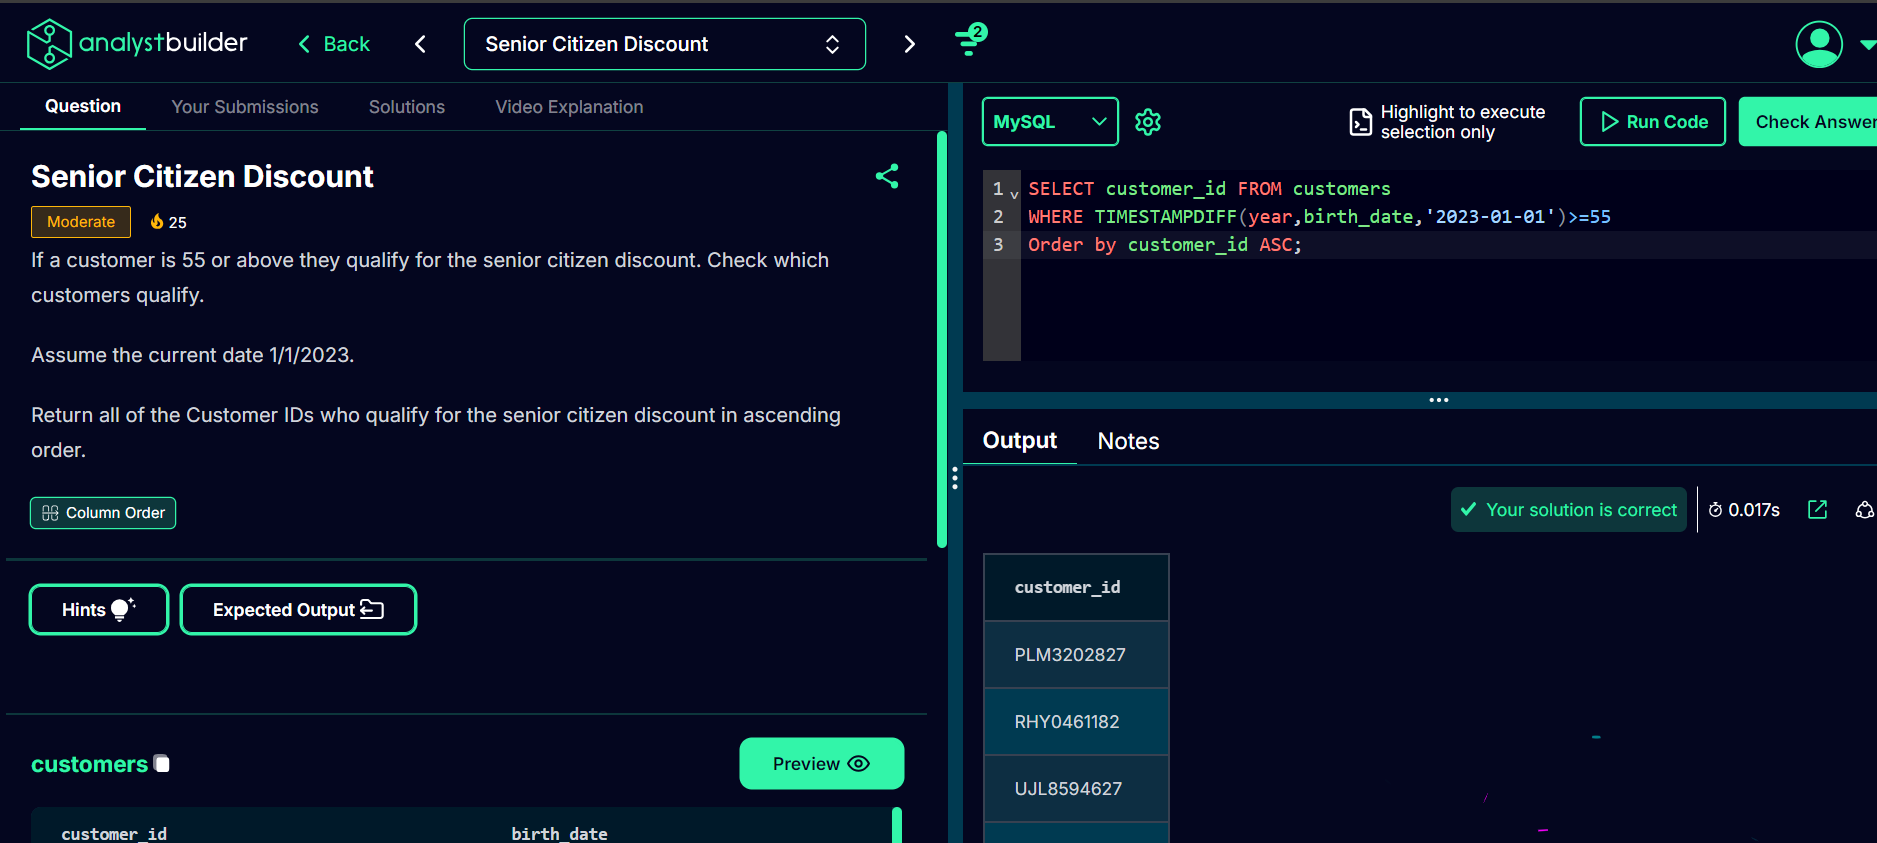 analystbuilder
Back
Senior Citizen Discount
2
Question
Your Submissions
Solutions
Video Explanation
Senior Citizen Discount
Moderate
25
If a customer is 55 or above they qualify for the senior citizen discount. Check which
customers qualify.
Assume the current date 1/1/2023.
Return all of the Customer IDs who qualify for the senior citizen discount in ascending
order.
Column Order
Hints
Expected Output
customers
Preview
customer_id
birth_date
MySQL
Highlight to execute
selection only
Run Code
Check Answer
1 SELECT customer_id FROM customers
2 WHERE TIMESTAMPDIFF(year,birth_date,'2023-01-01')>=55
3 Order by customer_id ASC;
Output
Notes
Your solution is correct
0.017s
customer_id
PLM3202827
RHY0461182
UJL8594627